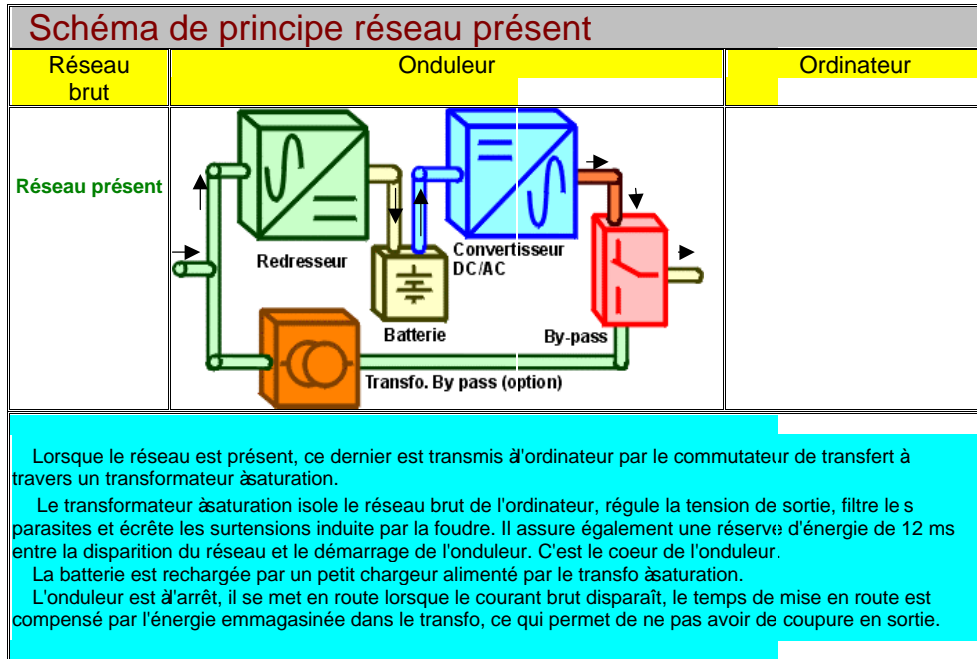 Schéma de principe réseau présent
Réseau brut
Onduleur
Ordinateur
Réseau présent
Redresseur
Convertisseur
DC/AC
Batterie
By-pass
Transfo. By pass (option)
Lorsque le réseau est présent, ce dernier est transmis à l'ordinateur par le commutateur de transfert à
travers un transformateur à saturation.
Le transformateur à saturation isole le réseau brut de l'ordinateur, régule la tension de sortie, filtre le s
parasites et écrête les surtensions induite par la foudre. Il assure également une réserve d'énergie de 12 ms
entre la disparition du réseau et le démarrage de l'onduleur. C'est le coeur de l'onduleur.
La batterie est rechargée par un petit chargeur alimenté par le transfo à saturation.
L'onduleur est à l'arrêt, il se met en route lorsque le courant brut disparaît, le temps de mise en route est
compensé par l'énergie emmagasinée dans le transfo, ce qui permet de ne pas avoir de coupure en sortie.